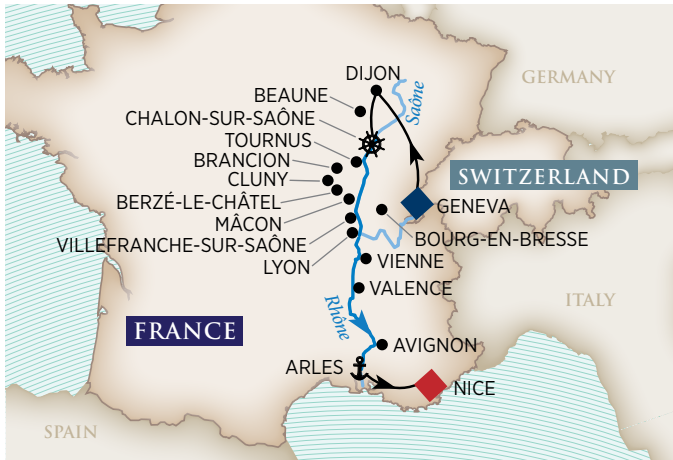 DIJON
GERMANY
BEAUNE
Saône
CHALON-SUR-SAÔNE
TOURNUS
BRANCION
CLUNY
SWITZERLAND
BERZÉ-LE-CHÂTEL
GENEVA
MÂCON
BOURG-EN-BRESSE
VILLEFRANCHE-SUR-SAÔNE
LYON
VIENNE
VALENCE
ITALY
Rhône
FRANCE
AVIGNON
ARLES
NICE
SPAIN